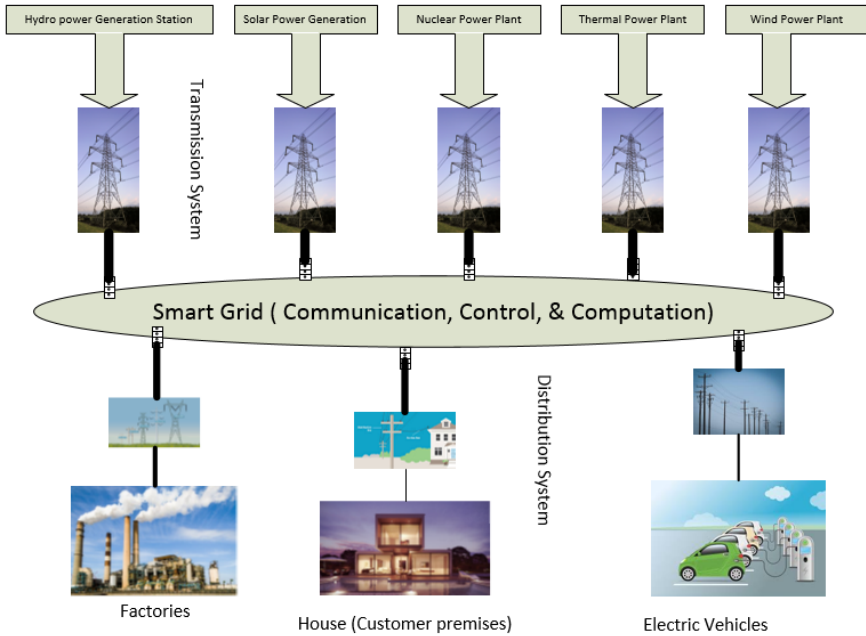 Hydro power Generation Station
Solar Power Generation
Nuclear Power Plant
Thermal Power Plant
Wind Power Plant
Transmission System
Smart Grid ( Communication, Control, & Computation)
Distribution System
Factories
House (Customer premises)
Electric Vehicles